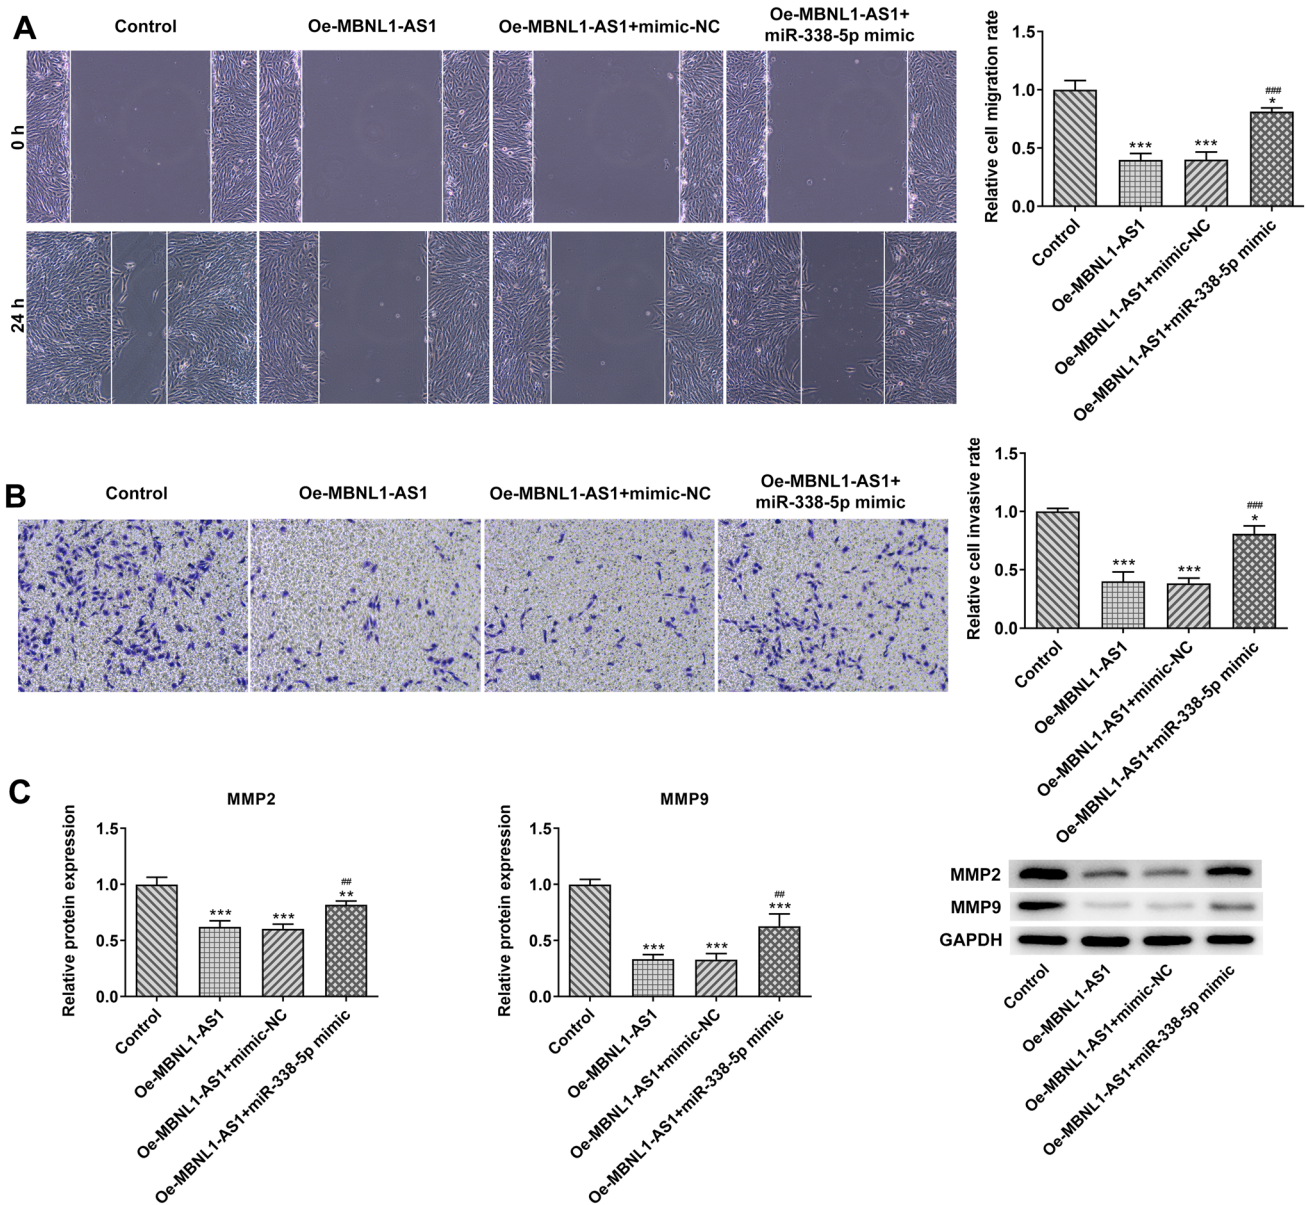 A
Control
Oe-MBNL1-AS1
Oe-MBNL1-AS1+mimic-NC
Oe-MBNL1-AS1+
miR-338-5p mimic
0 h
24 h
Relative cell migration rate
1.5
1.0
0.5
0.0
***
***
###
*
Control
Oe-MBNL1-AS1
Oe-MBNL1-AS1+mimic-NC
Oe-MBNL1-AS1+miR-338-5p mimic
B
Control
Oe-MBNL1-AS1
Oe-MBNL1-AS1+mimic-NC
Oe-MBNL1-AS1+
miR-338-5p mimic
Relative cell invasive rate
1.5
1.0
0.5
0.0
***
***
###
*
Control
Oe-MBNL1-AS1
Oe-MBNL1-AS1+mimic-NC
Oe-MBNL1-AS1+miR-338-5p mimic
C
MMP2
Relative protein expression
1.5
1.0
0.5
0.0
***
***
##
**
Control
Oe-MBNL1-AS1
Oe-MBNL1-AS1+mimic-NC
Oe-MBNL1-AS1+miR-338-5p mimic
MMP9
Relative protein expression
1.5
1.0
0.5
0.0
***
***
##
***
Control
Oe-MBNL1-AS1
Oe-MBNL1-AS1+mimic-NC
Oe-MBNL1-AS1+miR-338-5p mimic
MMP2
MMP9
GAPDH
Control
Oe-MBNL1-AS1
Oe-MBNL1-AS1+mimic-NC
Oe-MBNL1-AS1+miR-338-5p mimic